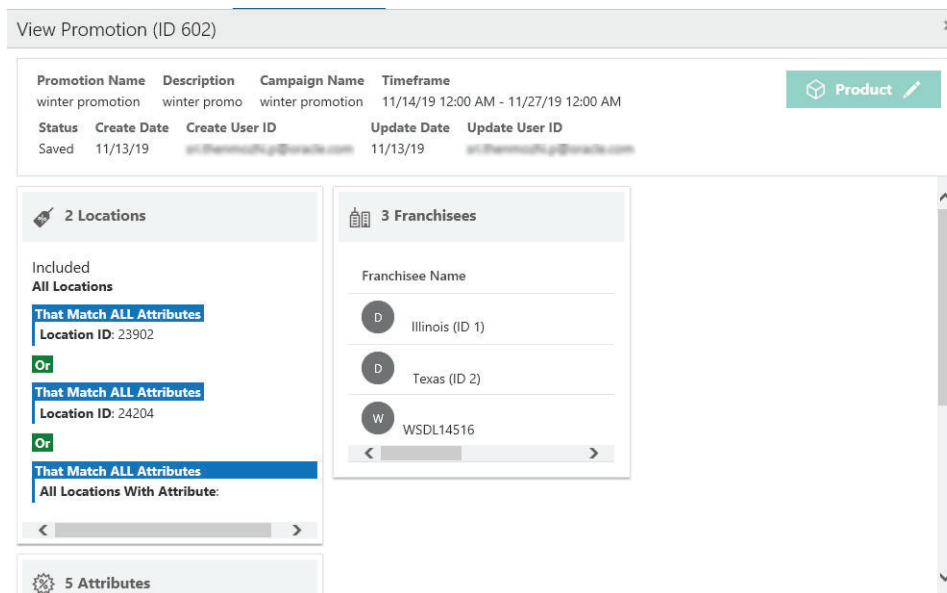 View Promotion (ID 602)
Promotion Name Description Campaign Name Timeframe
winter promotion winter promo winter promotion 11/14/19 12:00 AM - 11/27/19 12:00 AM
Product
Status Create Date Create User ID Update Date Update User ID
Saved 11/13/19 11/13/19
2 Locations
Included
All Locations
That Match ALL Attributes
Location ID: 23902
Or
That Match ALL Attributes
Location ID: 24204
Or
That Match ALL Attributes
All Locations With Attribute:
3 Franchisees
Franchisee Name
D Illinois (ID 1)
D Texas (ID 2)
W WSDL14516
5 Attributes